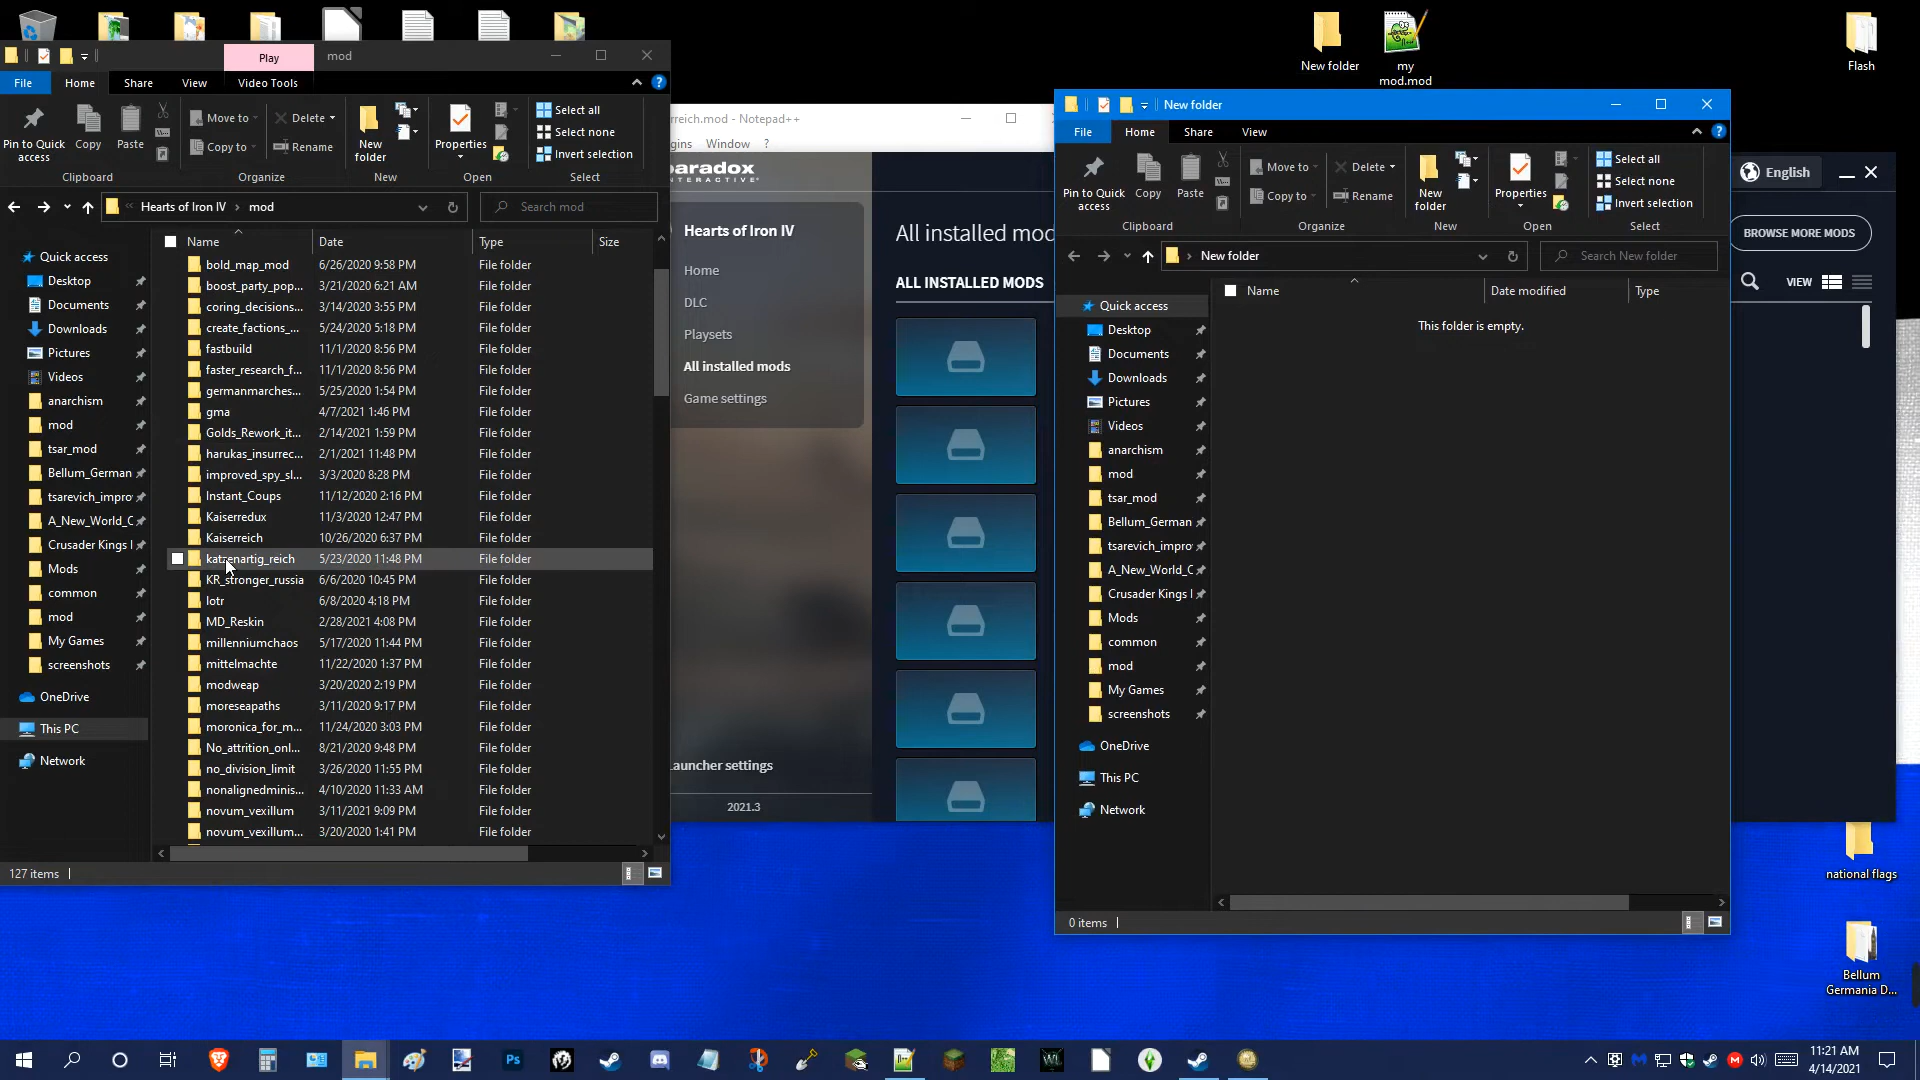 New folder
my
mod.mod
Flash
Play
mod
File
Home
Share
View
Video Tools
Pin to Quick
access
Copy
Paste
Move to
Copy to
Delete
Rename
New
folder
Properties
Select all
Select none
Invert selection
Clipboard
Organize
New
Open
Select
Hearts of Iron IV
mod
Search mod
Name
Date
Type
Size
Quick access
Desktop
Documents
Downloads
Pictures
Videos
anarchism
mod
tsar_mod
Bellum_German
tsarevich_impro
A_New_World_C
Crusader Kings I
Mods
common
mod
My Games
screenshots
OneDrive
This PC
Network
bold_map_mod 6/26/2020 9:58 PM File folder
boost_party_pop... 3/21/2020 6:21 AM File folder
coring_decisions... 3/14/2020 3:55 PM File folder
create_factions_... 5/24/2020 5:18 PM File folder
fastbuild 11/1/2020 8:56 PM File folder
faster_research_f... 11/1/2020 8:56 PM File folder
germanmarches... 5/25/2020 1:54 PM File folder
gma 4/7/2021 1:46 PM File folder
Golds_Rework_it... 2/14/2021 1:59 PM File folder
harukas_insurrec... 2/1/2021 11:48 PM File folder
improved_spy_sl... 3/3/2020 8:28 PM File folder
Instant_Coups 11/12/2020 2:16 PM File folder
Kaiserredux 11/3/2020 12:47 PM File folder
Kaiserreich 10/26/2020 6:37 PM File folder
katzenartig_reich 5/23/2020 11:48 PM File folder
KR_stronger_russia 6/6/2020 10:45 PM File folder
lotr 6/8/2020 4:18 PM File folder
MD_Reskin 2/28/2021 4:08 PM File folder
millenniumchaos 5/17/2020 11:44 PM File folder
mittelmachte 11/22/2020 1:37 PM File folder
modweap 3/20/2020 2:19 PM File folder
moreseapaths 3/11/2020 9:17 PM File folder
moronica_for_m... 11/24/2020 3:03 PM File folder
No_attrition_onl... 8/21/2020 9:48 PM File folder
no_division_limit 3/26/2020 11:55 PM File folder
nonalignedminis... 4/10/2020 11:33 AM File folder
novum_vexillum 3/11/2021 9:09 PM File folder
novum_vexillum... 3/20/2020 1:41 PM File folder
127 items
rreich.mod - Notepad++
gins
Window
?
paradox
INTERACTIVE
Hearts of Iron IV
Home
DLC
Playsets
All installed mods
Game settings
Launcher settings
2021.3
All installed mod
ALL INSTALLED MODS
English
BROWSE MORE MODS
VIEW
New folder
File
Home
Share
View
Pin to Quick
access
Copy
Paste
Move to
Copy to
Delete
Rename
New
folder
Properties
Select all
Select none
Invert selection
Clipboard
Organize
New
Open
Select
New folder
Search New folder
Name
Date modified
Type
This folder is empty.
Quick access
Desktop
Documents
Downloads
Pictures
Videos
anarchism
mod
tsar_mod
Bellum_German
tsarevich_impro
A_New_World_C
Crusader Kings I
Mods
common
mod
My Games
screenshots
OneDrive
This PC
Network
0 items
national flags
Bellum
Germania D...
Ps
WL
11:21 AM
4/14/2021